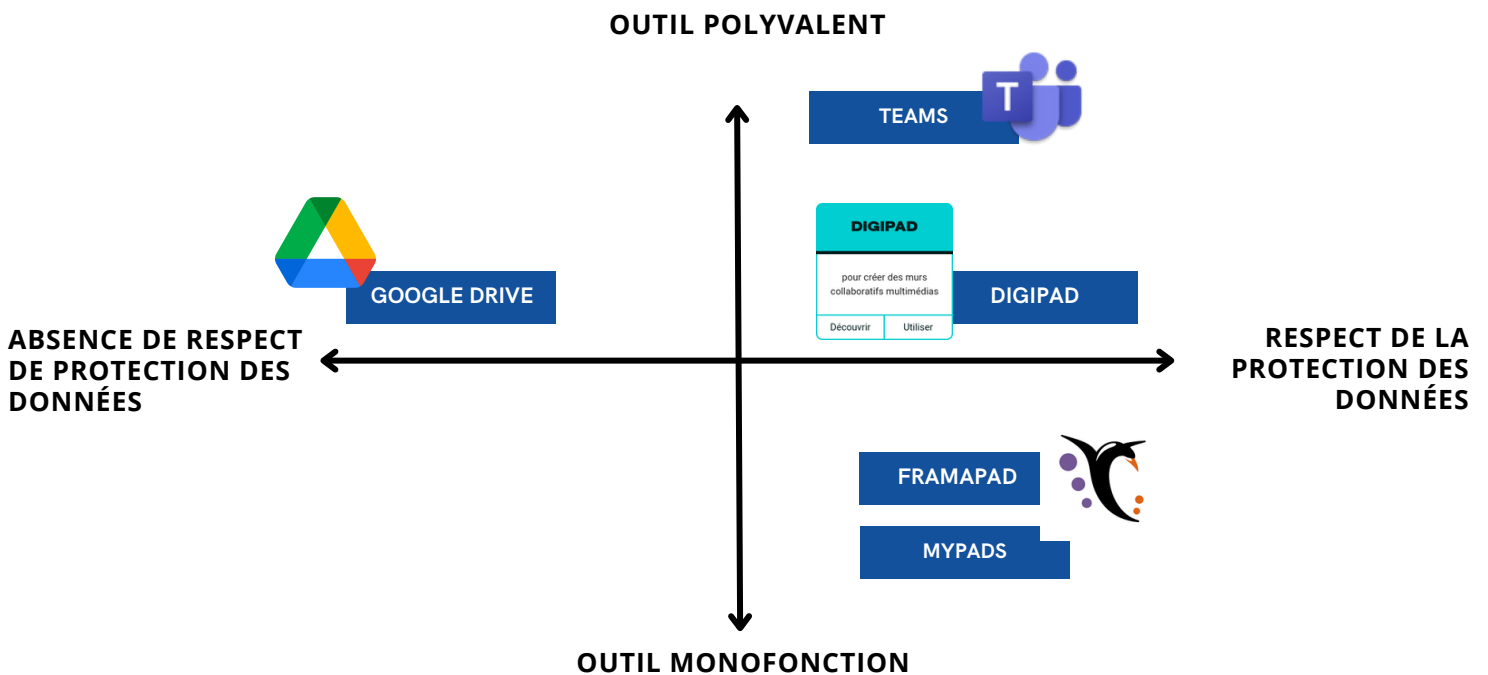 OUTIL POLYVALENT
T
TEAMS
DIGIPAD
pour créer des murs
collaboratifs multimédias
Découvrir
Utiliser
GOOGLE DRIVE
DIGIPAD
ABSENCE DE RESPECT
DE PROTECTION DES
DONNÉES
RESPECT DE LA
PROTECTION DES
DONNÉES
FRAMAPAD
MYPADS
OUTIL MONOFONCTION